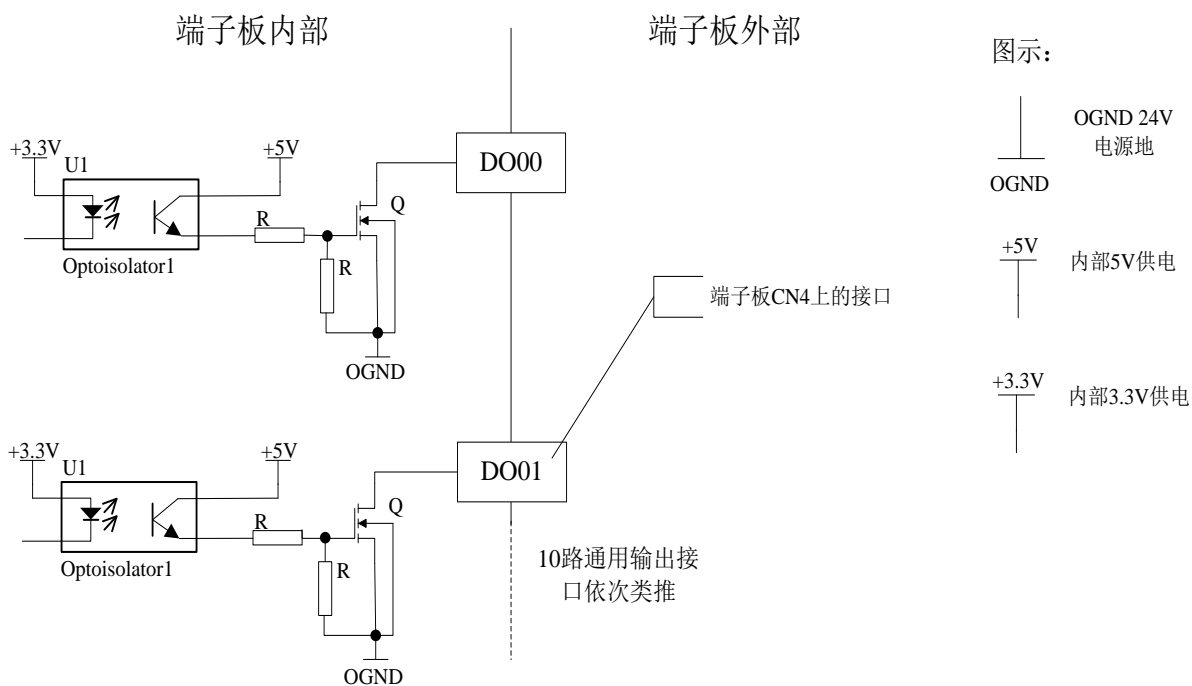 端子板内部
端子板外部
图示：
+3.3V
U1
+5V
R
R
Q
Optoisolator1
OGND
DO00
OGND 24V
电源地
OGND
+5V
内部5V供电
端子板CN4上的接口
+3.3V
内部3.3V供电
+3.3V
U1
+5V
R
R
Q
Optoisolator1
OGND
DO01
10路通用输出接
口依次类推